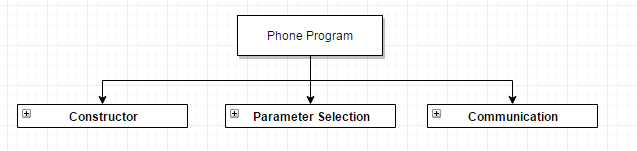 Phone Program
Constructor
Parameter Selection
Communication